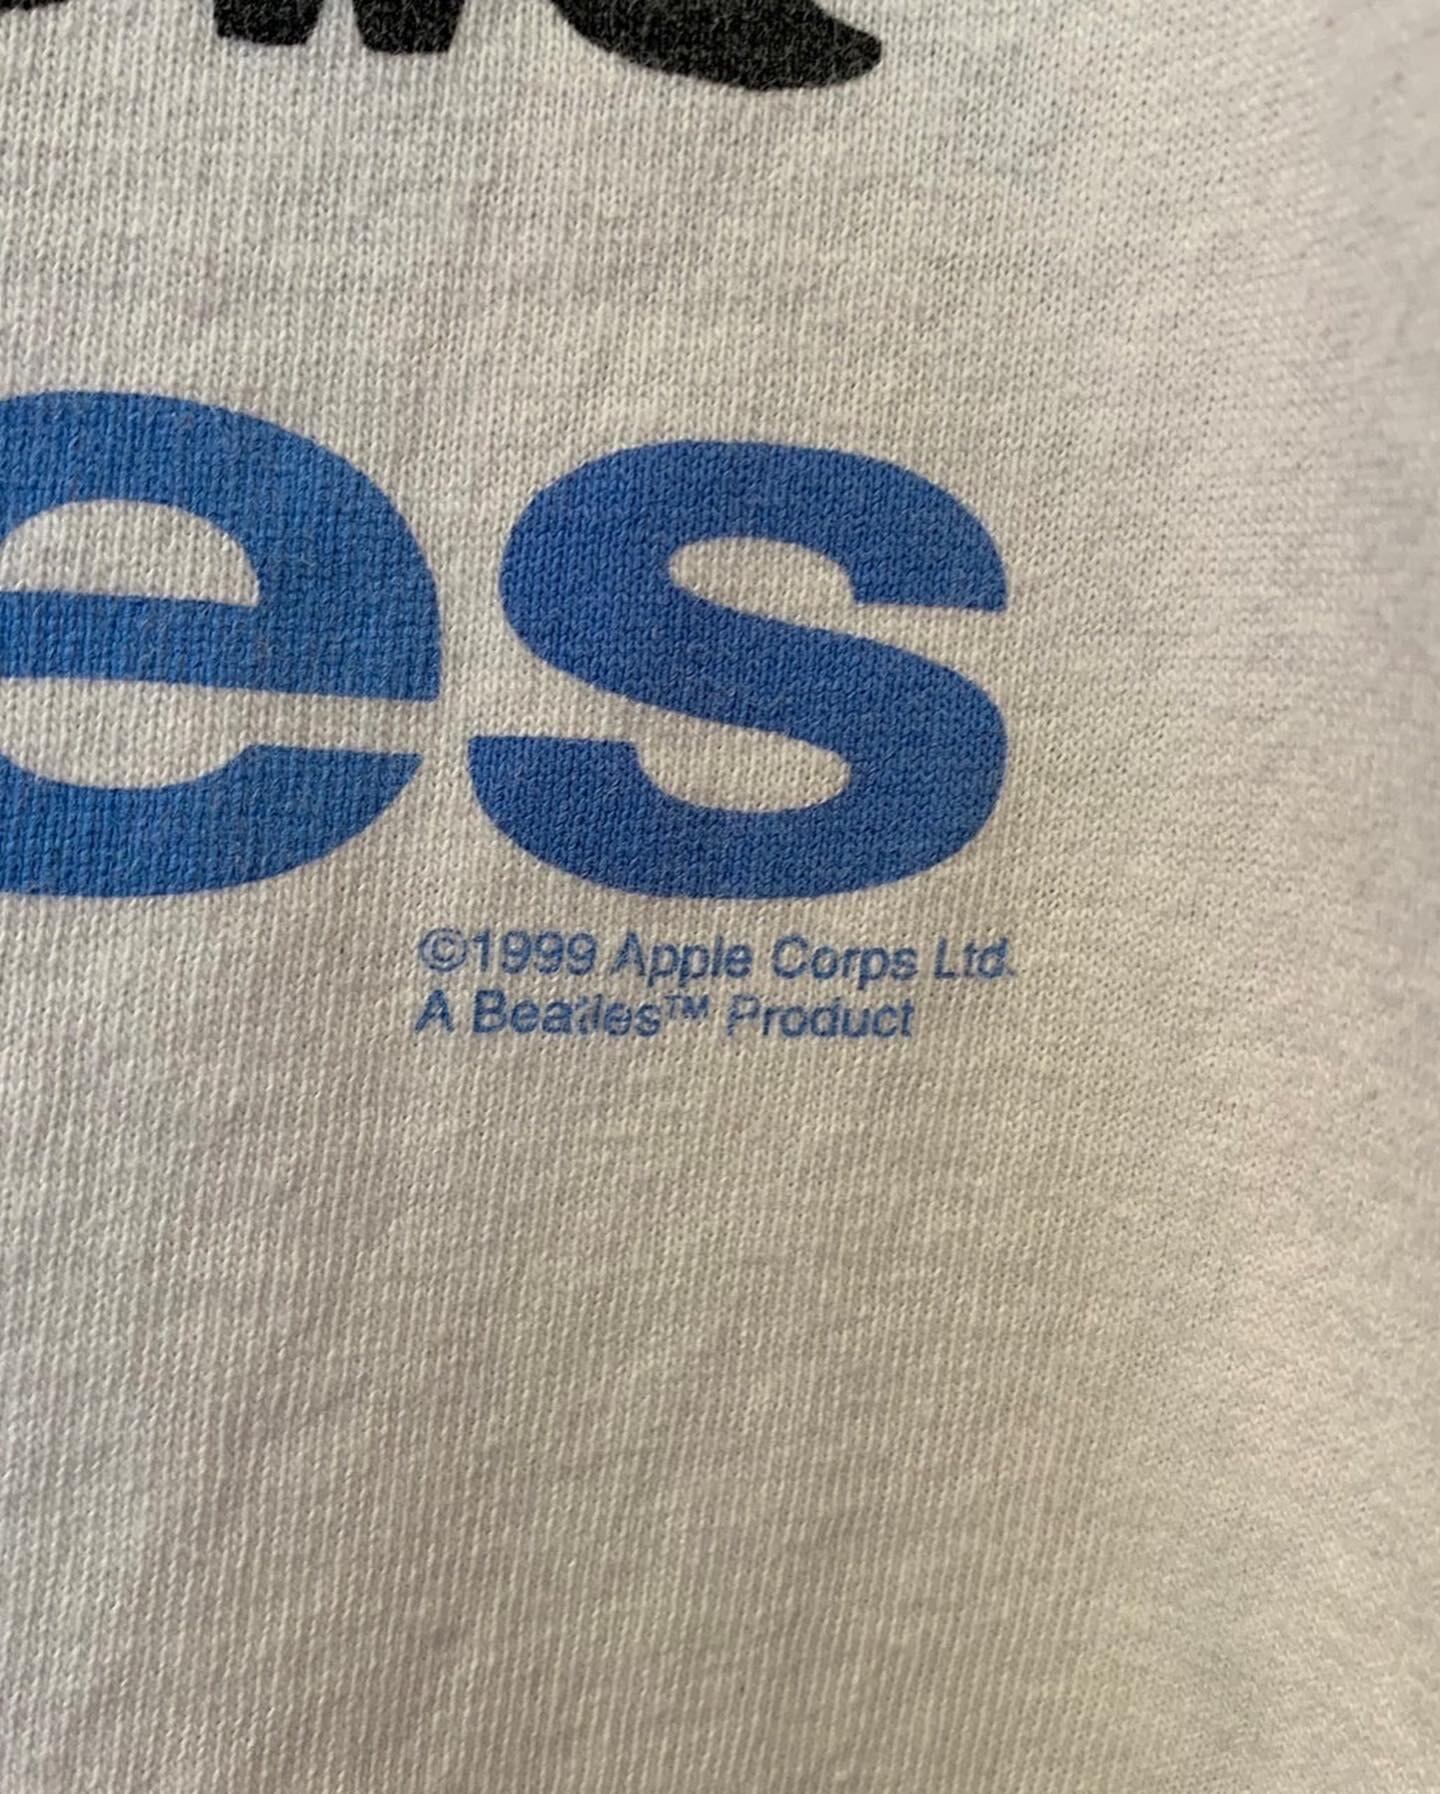 es
©1999 Apple Corps Ltd.
A Beatles™ Product